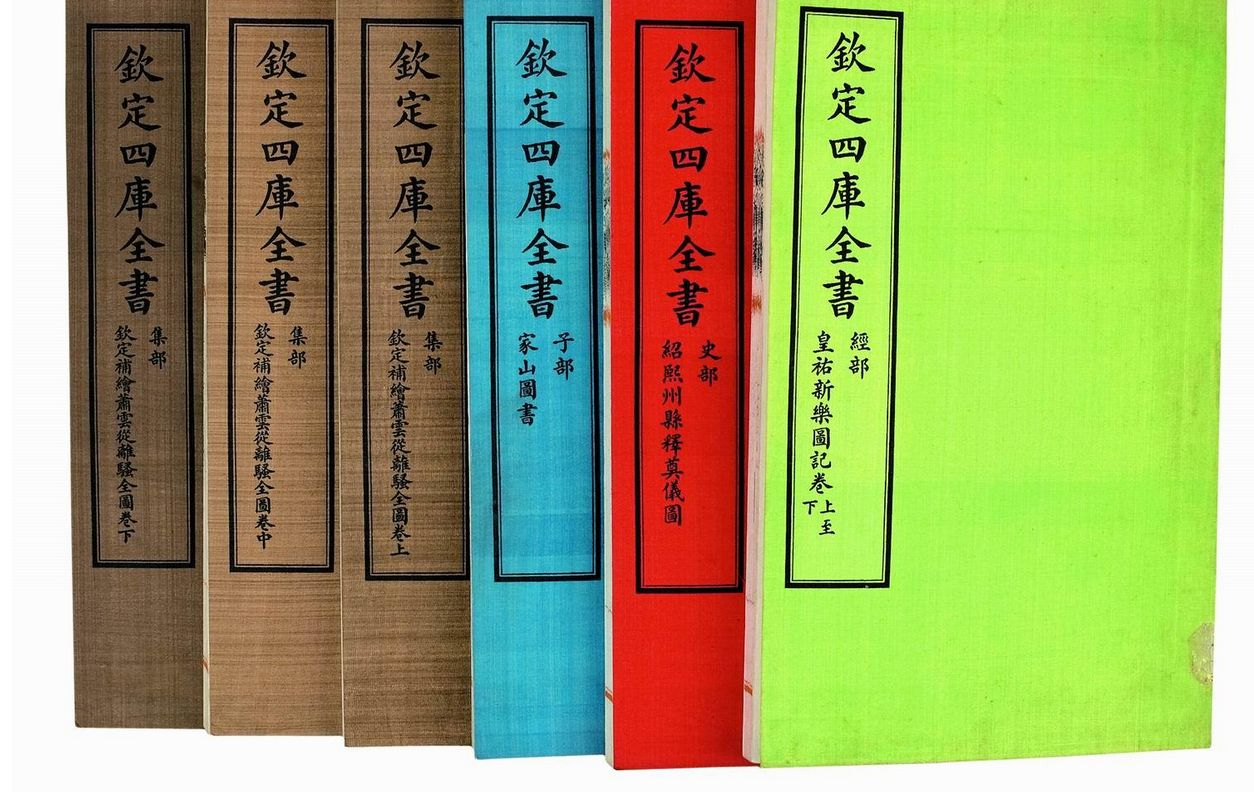 欽定四庫全書
經部
皇祐新樂圖記卷上至下
欽定四庫全書
史部
紹熙州縣釋奠儀圖
欽定四庫全書
子部
家山圖書
欽定四庫全書
集部
欽定補繪蕭雲從離騷全圖卷上
欽定四庫全書
集部
欽定補繪蕭雲從離騷全圖卷中
欽定四庫全書
集部
欽定補繪蕭雲從離騷全圖卷下